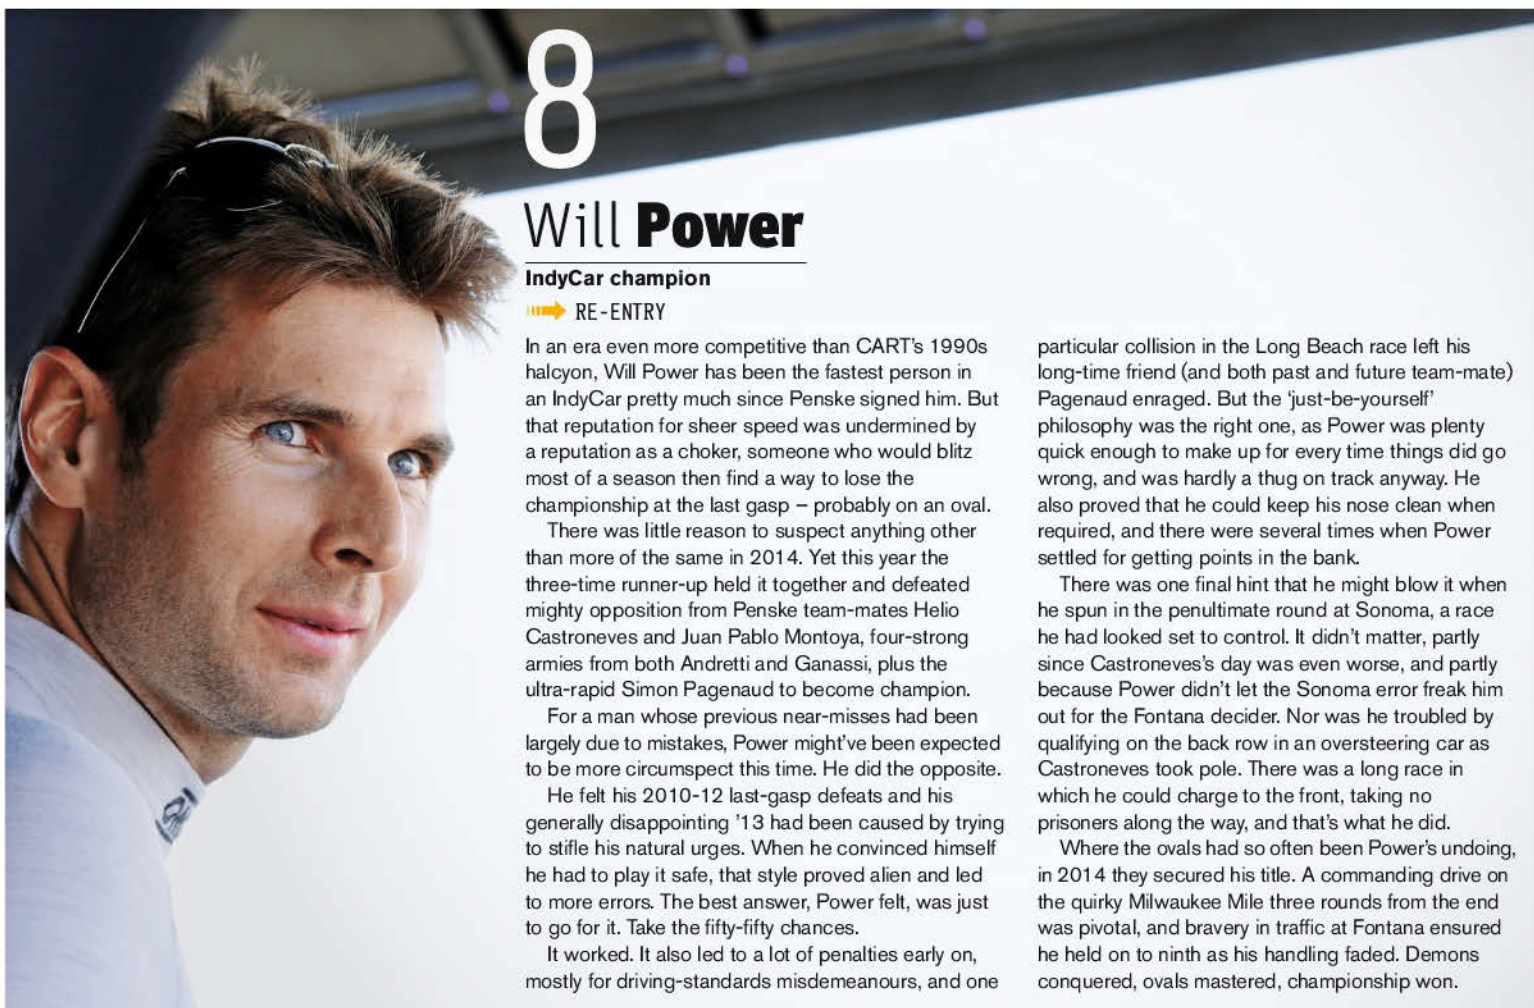 8
Will Power
IndyCar champion
RE-ENTRY
In an era even more competitive than CART's 1990s
halcyon, Will Power has been the fastest person in
an IndyCar pretty much since Penske signed him. But
that reputation for sheer speed was undermined by
a reputation as a choker, someone who would blitz
most of a season then find a way to lose the
championship at the last gasp – probably on an oval.
There was little reason to suspect anything other
than more of the same in 2014. Yet this year the
three-time runner-up held it together and defeated
mighty opposition from Penske team-mates Helio
Castroneves and Juan Pablo Montoya, four-strong
armies from both Andretti and Ganassi, plus the
ultra-rapid Simon Pagenaud to become champion.
For a man whose previous near-misses had been
largely due to mistakes, Power might've been expected
to be more circumspect this time. He did the opposite.
He felt his 2010-12 last-gasp defeats and his
generally disappointing '13 had been caused by trying
to stifle his natural urges. When he convinced himself
he had to play it safe, that style proved alien and led
to more errors. The best answer, Power felt, was just
to go for it. Take the fifty-fifty chances.
It worked. It also led to a lot of penalties early on,
mostly for driving-standards misdemeanours, and one
particular collision in the Long Beach race left his
long-time friend (and both past and future team-mate)
Pagenaud enraged. But the 'just-be-yourself'
philosophy was the right one, as Power was plenty
quick enough to make up for every time things did go
wrong, and was hardly a thug on track anyway. He
also proved that he could keep his nose clean when
required, and there were several times when Power
settled for getting points in the bank.
There was one final hint that he might blow it when
he spun in the penultimate round at Sonoma, a race
he had looked set to control. It didn't matter, partly
since Castroneves's day was even worse, and partly
because Power didn't let the Sonoma error freak him
out for the Fontana decider. Nor was he troubled by
qualifying on the back row in an oversteering car as
Castroneves took pole. There was a long race in
which he could charge to the front, taking no
prisoners along the way, and that's what he did.
Where the ovals had so often been Power's undoing,
in 2014 they secured his title. A commanding drive on
the quirky Milwaukee Mile three rounds from the end
was pivotal, and bravery in traffic at Fontana ensured
he held on to ninth as his handling faded. Demons
conquered, ovals mastered, championship won.